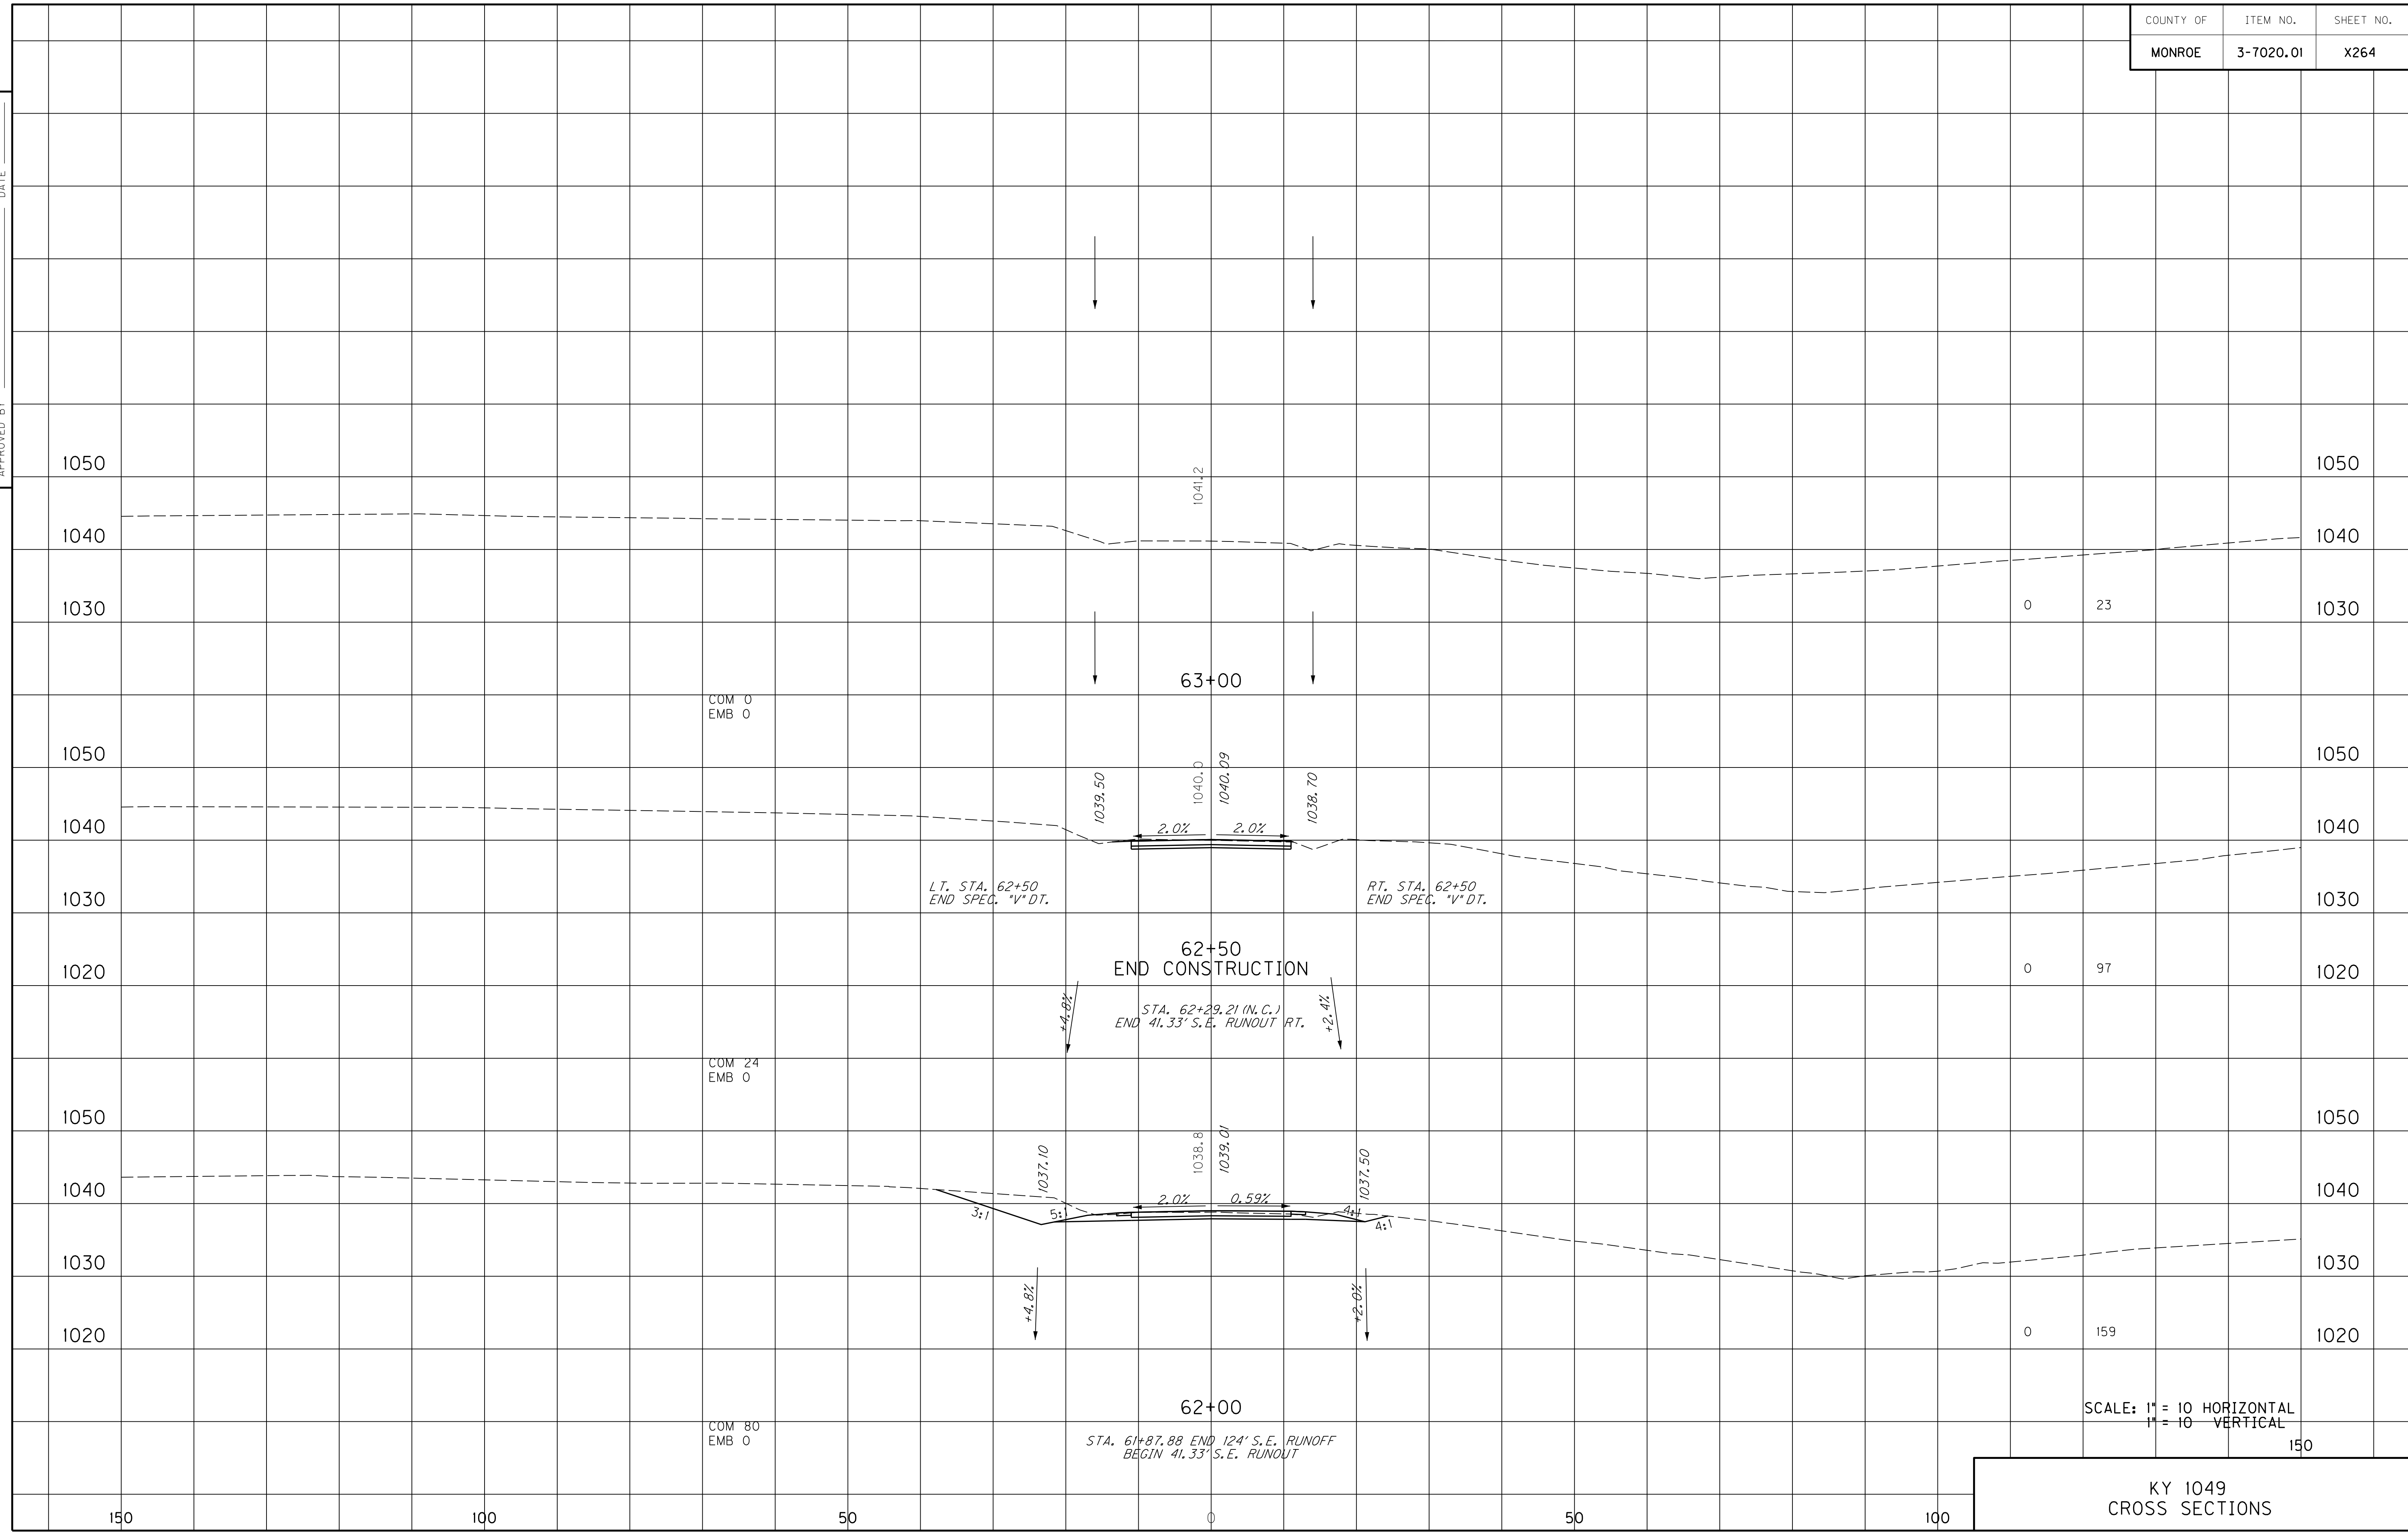 COUNTY OF ITEM NO. SHEET NO.
MONROE 3-7020.01 X264
DATE
APPROVED BY
1050 1041.2 1050
1040 1040
1030 0 23 1030
63+00
COM 0
EMB 0
1050 1039.50 1040.0 1040.09 1038.70 1050
1040 2.0% 2.0% 1040
LT. STA. 62+50 RT. STA. 62+50
END SPEC. "V" DT. END SPEC. "V" DT.
1030 1030
62+50
END CONSTRUCTION
1020 0 97 1020
+4.8% STA. 62+29.21 (N.C.) +2.4%
END 41.33' S.E. RUNOUT RT.
COM 24
EMB 0
1050 1037.10 1038.8 1039.01 1037.50 1050
1040 2.0% 0.59% 1040
3:1 5:1 4:1 4:1
1030 1030
+4.8% +2.0%
1020 0 159 1020
62+00
SCALE: 1" = 10 HORIZONTAL
1" = 10 VERTICAL
COM 80
EMB 0
STA. 61+87.88 END 124' S.E. RUNOFF
BEGIN 41.33' S.E. RUNOUT
150
KY 1049
CROSS SECTIONS
150 100 50 0 50 100